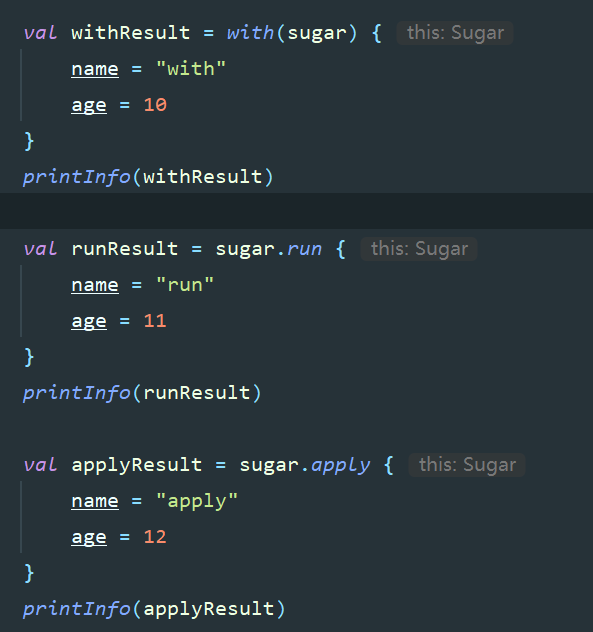 val withResult = with(sugar) { this: Sugar
name = "with"
age = 10
}
printInfo(withResult)
val runResult = sugar.run { this: Sugar
name = "run"
age = 11
}
printInfo(runResult)
val applyResult = sugar.apply { this: Sugar
name = "apply"
age = 12
}
printInfo(applyResult)